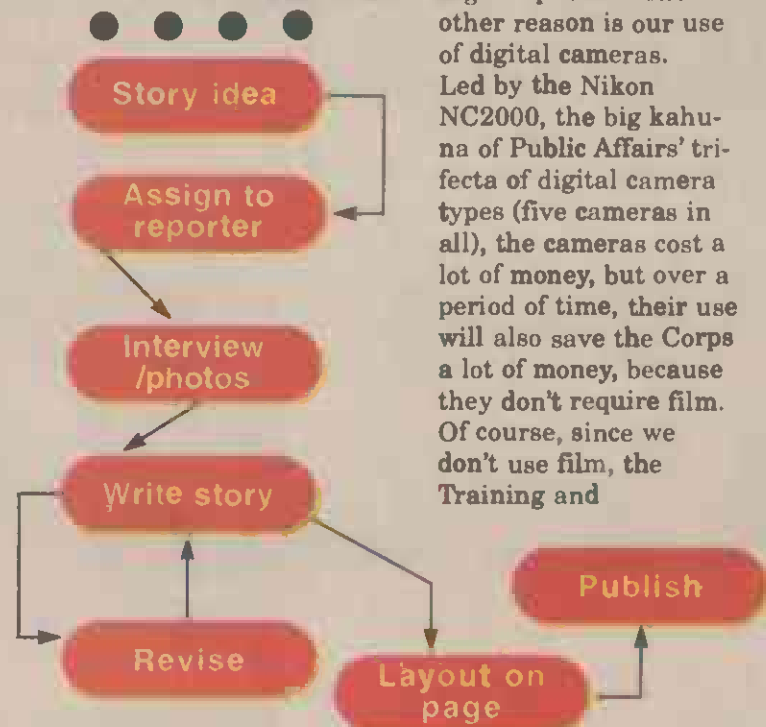 Story idea
Assign to
reporter
Interview
/photos
Write story
Revise
Layout on
page
Publish
other reason is our use
of digital cameras.
Led by the Nikon
NC2000, the big kahu-
na of Public Affairs' tri-
fecta of digital camera
types (five cameras in
all), the cameras cost a
lot of money, but over a
period of time, their use
will also save the Corps
a lot of money, because
they don't require film.
Of course, since we
don't use film, the
Training and